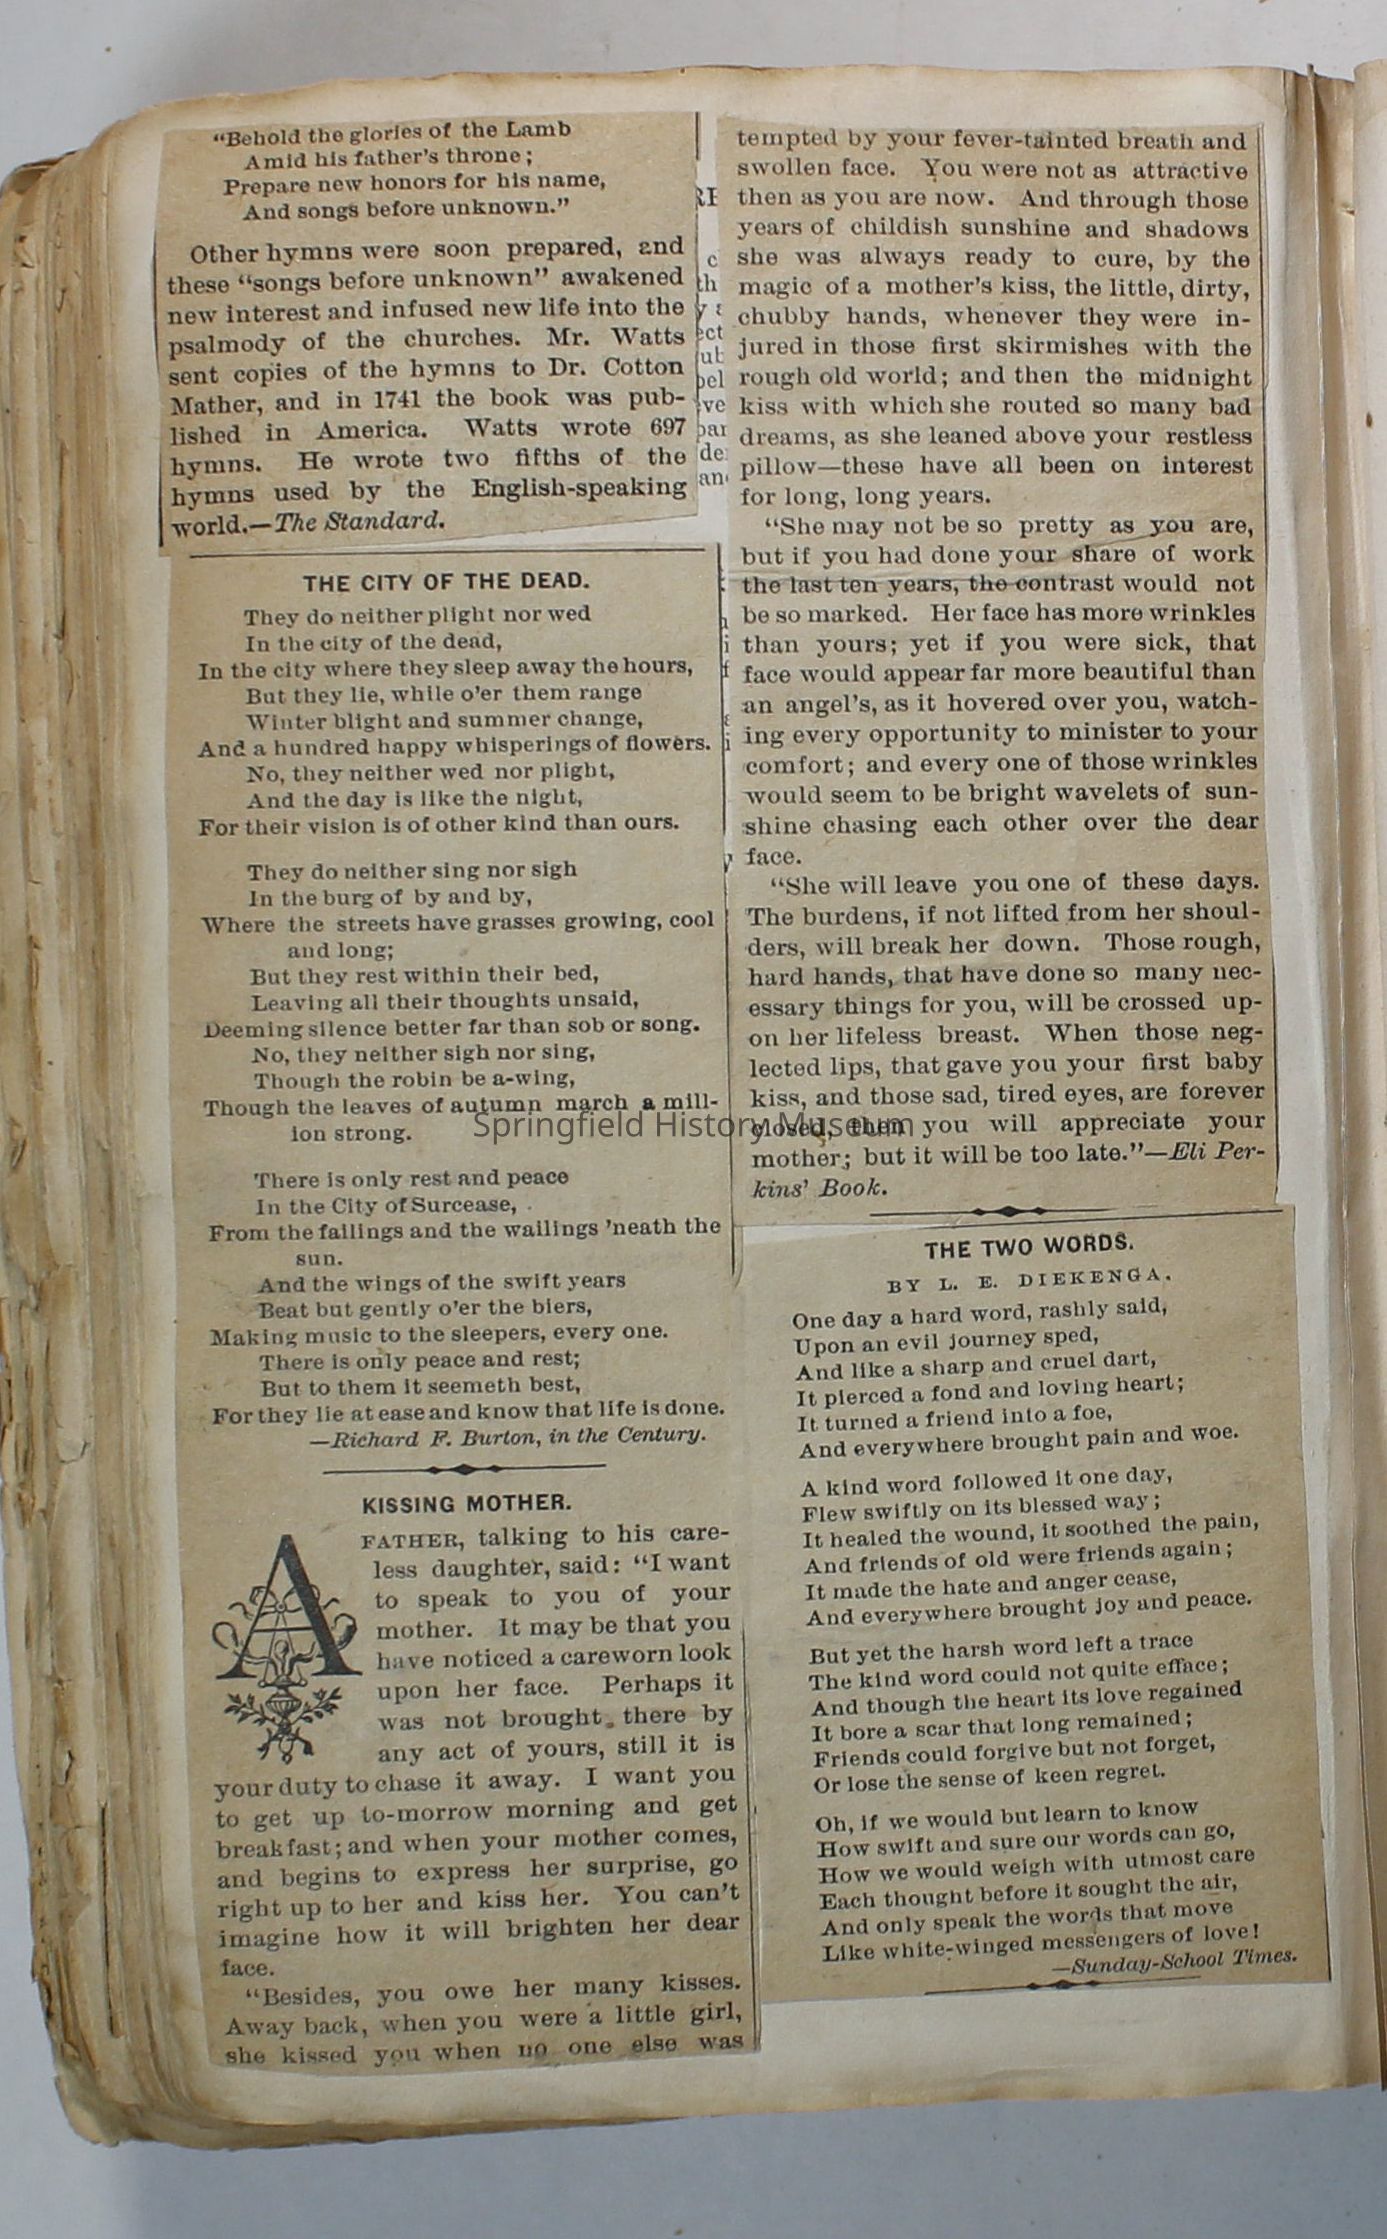 “Behold the glories of the Lamb
Amid his father’s throne;
Prepare new honors for his name,
And songs before unknown.”
Other hymns were soon prepared, and
these “songs before unknown” awakened
new interest and infused new life into the
psalmody of the churches. Mr. Watts
sent copies of the hymns to Dr. Cotton
Mather, and in 1741 the book was pub-
lished in America. Watts wrote 697
hymns. He wrote two fifths of the
hymns used by the English-speaking
world.—The Standard.
THE CITY OF THE DEAD.
They do neither plight nor wed
In the city of the dead,
In the city where they sleep away the hours,
But they lie, while o’er them range
Winter blight and summer change,
And a hundred happy whisperings of flowers.
No, they neither wed nor plight,
And the day is like the night,
For their vision is of other kind than ours.
They do neither sing nor sigh
In the burg of by and by,
Where the streets have grasses growing, cool
and long;
But they rest within their bed,
Leaving all their thoughts unsaid,
Deeming silence better far than sob or song.
No, they neither sigh nor sing,
Though the robin be a-wing,
Though the leaves of autumn march a mill-
ion strong.
There is only rest and peace
In the City of Surcease,
From the failings and the wailings ’neath the
sun.
And the wings of the swift years
Beat but gently o’er the biers,
Making music to the sleepers, every one.
There is only peace and rest;
But to them it seemeth best,
For they lie at ease and know that life is done.
—Richard F. Burton, in the Century.
KISSING MOTHER.
A FATHER, talking to his care-
less daughter, said: “I want
to speak to you of your
mother. It may be that you
have noticed a careworn look
upon her face. Perhaps it
was not brought there by
any act of yours, still it is
your duty to chase it away. I want you
to get up to-morrow morning and get
breakfast; and when your mother comes,
and begins to express her surprise, go
right up to her and kiss her. You can’t
imagine how it will brighten her dear
face.
“Besides, you owe her many kisses.
Away back, when you were a little girl,
she kissed you when no one else was
tempted by your fever-tainted breath and
swollen face. You were not as attractive
then as you are now. And through those
years of childish sunshine and shadows
she was always ready to cure, by the
magic of a mother’s kiss, the little, dirty,
chubby hands, whenever they were in-
jured in those first skirmishes with the
rough old world; and then the midnight
kiss with which she routed so many bad
dreams, as she leaned above your restless
pillow—these have all been on interest
for long, long years.
“She may not be so pretty as you are,
but if you had done your share of work
the last ten years, the contrast would not
be so marked. Her face has more wrinkles
than yours; yet if you were sick, that
face would appear far more beautiful than
an angel’s, as it hovered over you, watch-
ing every opportunity to minister to your
comfort; and every one of those wrinkles
would seem to be bright wavelets of sun-
shine chasing each other over the dear
face.
“She will leave you one of these days.
The burdens, if not lifted from her shoul-
ders, will break her down. Those rough,
hard hands, that have done so many nec-
essary things for you, will be crossed up-
on her lifeless breast. When those neg-
lected lips, that gave you your first baby
kiss, and those sad, tired eyes, are forever
closed, then you will appreciate your
mother; but it will be too late.”—Eli Per-
kins’ Book.
THE TWO WORDS.
BY L. E. DIEKENGA.
One day a hard word, rashly said,
Upon an evil journey sped,
And like a sharp and cruel dart,
It pierced a fond and loving heart;
It turned a friend into a foe,
And everywhere brought pain and woe.
A kind word followed it one day,
Flew swiftly on its blessed way;
It healed the wound, it soothed the pain,
And friends of old were friends again;
It made the hate and anger cease,
And everywhere brought joy and peace.
But yet the harsh word left a trace
The kind word could not quite efface;
And though the heart its love regained
It bore a scar that long remained;
Friends could forgive but not forget,
Or lose the sense of keen regret.
Oh, if we would but learn to know
How swift and sure our words can go,
How we would weigh with utmost care
Each thought before it sought the air,
And only speak the words that move
Like white-winged messengers of love!
—Sunday-School Times.
Springfield History Museum